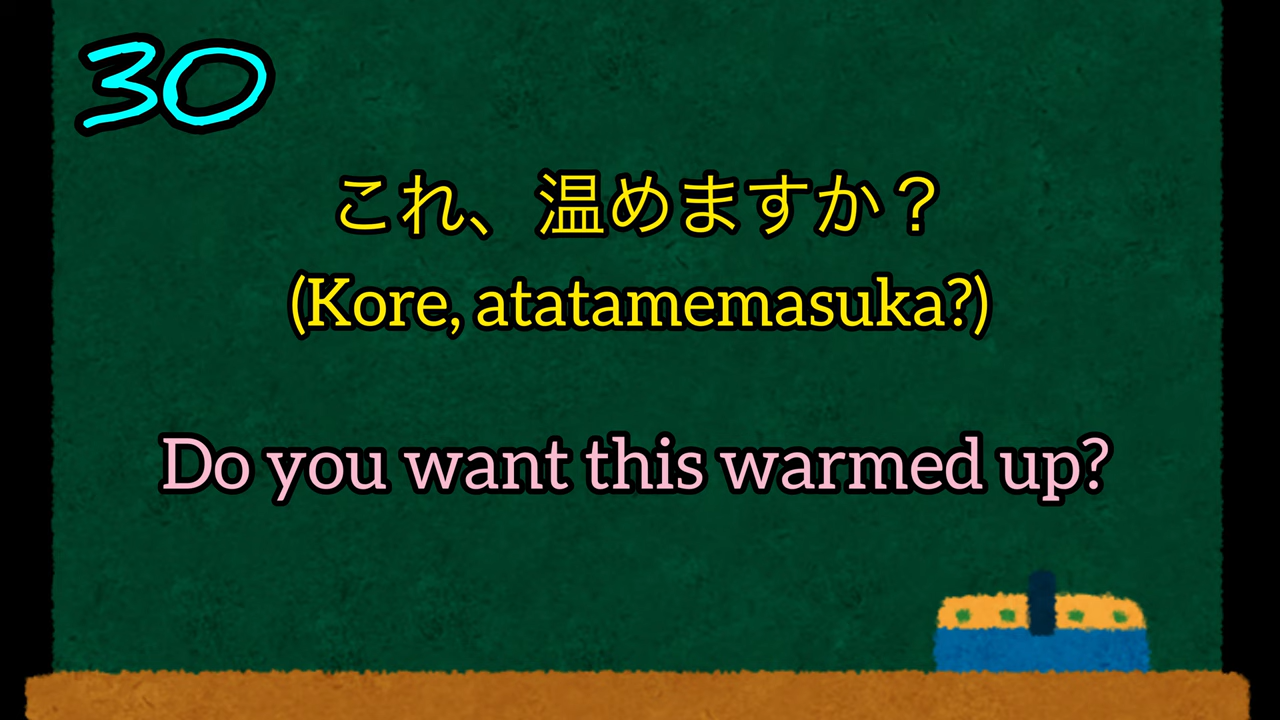 30
これ、温めますか？
(Kore, atatamemasuka?)
Do you want this warmed up?